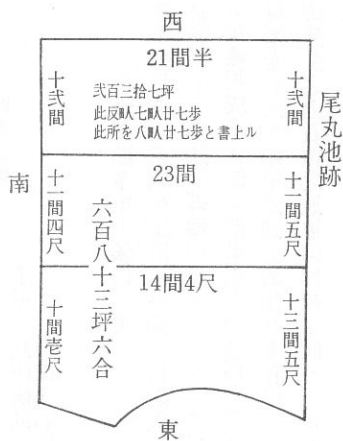 西
21間半
十弐間
弐百三拾七坪
此反畝人七畝人廿七歩
此所を八畝人廿七歩と書上ル
十弐間
尾丸池跡
南
23間
十一間四尺
十一間五尺
六百八十三坪六合
14間4尺
十間壱尺
十三間五尺
東